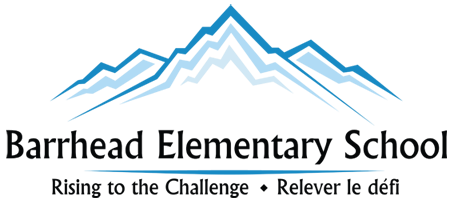 Barrhead Elementary School
Rising to the Challenge ⬥ Relever le défi